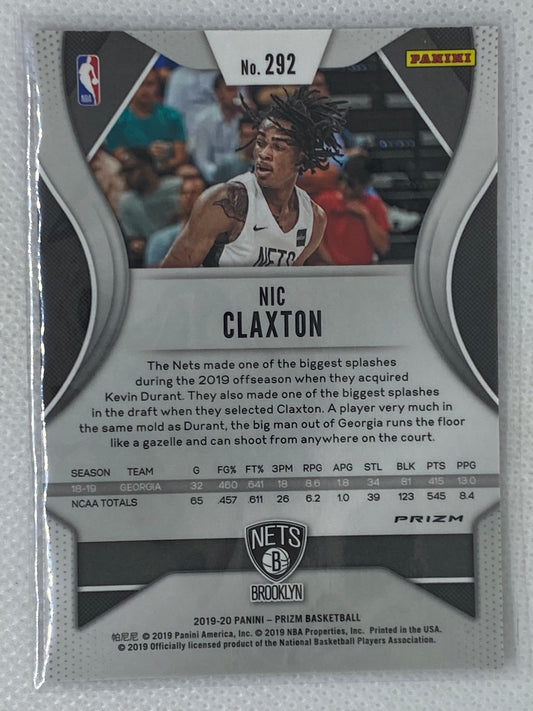 No. 292
PANINI
NBA
NETS
NIC
CLAXTON
The Nets made one of the biggest splashes
during the 2019 offseason when they acquired
Kevin Durant. They also made one of the biggest splashes
in the draft when they selected Claxton. A player very much in
the same mold as Durant, the big man out of Georgia runs the floor
like a gazelle and can shoot from anywhere on the court.
SEASON TEAM G FG% FT% 3PM RPG APG STL BLK PTS PPG
18-19 GEORGIA 32 .460 .641 18 8.6 1.8 34 81 415 13.0
NCAA TOTALS 65 .457 .611 26 6.2 1.0 39 123 545 8.4
PRIZM
NETS
B
BROOKLYN
2019-20 PANINI – PRIZM BASKETBALL
帕尼尼 © 2019 Panini America, Inc. © 2019 NBA Properties, Inc. Printed in the USA.
© 2019 Officially licensed product of the National Basketball Players Association.